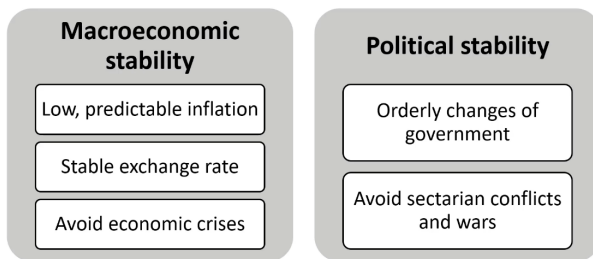 Macroeconomic
stability
Low, predictable inflation
Stable exchange rate
Avoid economic crises
Political stability
Orderly changes of
government
Avoid sectarian conflicts
and wars